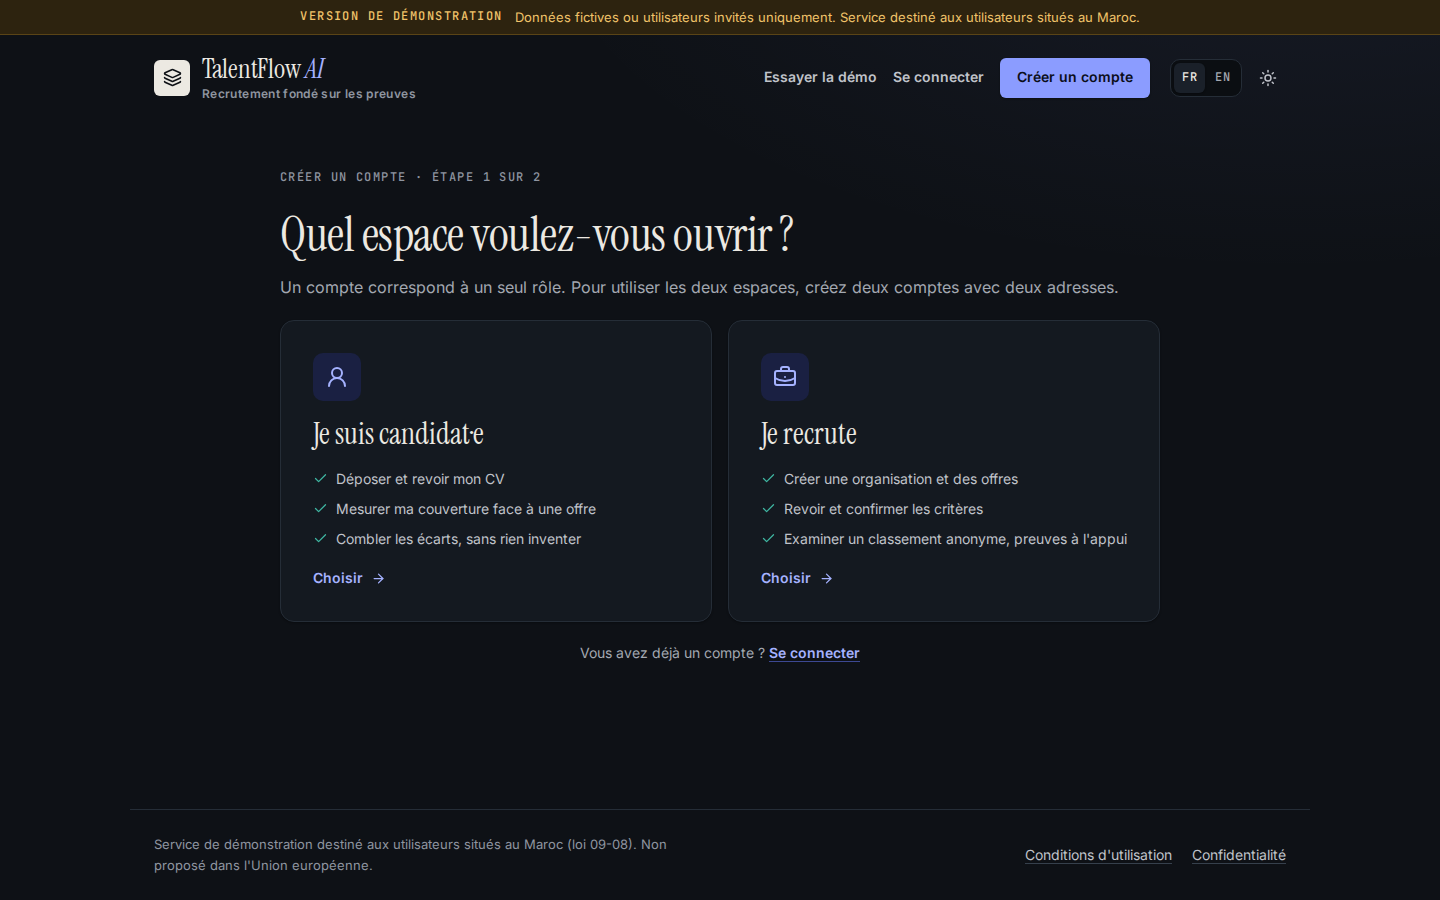 VERSION DE DÉMONSTRATION Données fictives ou utilisateurs invités uniquement. Service destiné aux utilisateurs situés au Maroc.
TalentFlow AI
Recrutement fondé sur les preuves
Essayer la démo Se connecter Créer un compte FR EN
CRÉER UN COMPTE · ÉTAPE 1 SUR 2
Quel espace voulez-vous ouvrir ?
Un compte correspond à un seul rôle. Pour utiliser les deux espaces, créez deux comptes avec deux adresses.
Je suis candidat·e
Déposer et revoir mon CV
Mesurer ma couverture face à une offre
Combler les écarts, sans rien inventer
Choisir →
Je recrute
Créer une organisation et des offres
Revoir et confirmer les critères
Examiner un classement anonyme, preuves à l'appui
Choisir →
Vous avez déjà un compte ? Se connecter
Service de démonstration destiné aux utilisateurs situés au Maroc (loi 09-08). Non
proposé dans l'Union européenne.
Conditions d'utilisation Confidentialité